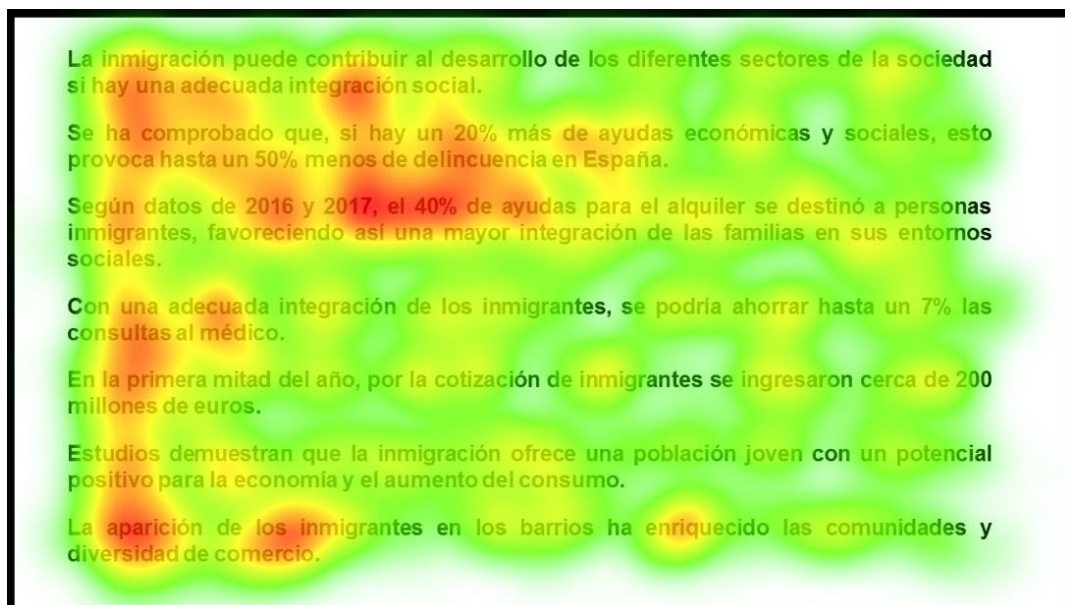 La inmigración puede contribuir al desarrollo de los diferentes sectores de la sociedad
si hay una adecuada integración social.
Se ha comprobado que, si hay un 20% más de ayudas económicas y sociales, esto
provoca hasta un 50% menos de delincuencia en España.
Según datos de 2016 y 2017, el 40% de ayudas para el alquiler se destinó a personas
inmigrantes, favoreciendo así una mayor integración de las familias en sus entornos
sociales.
Con una adecuada integración de los inmigrantes, se podría ahorrar hasta un 7% las
consultas al médico.
En la primera mitad del año, por la cotización de inmigrantes se ingresaron cerca de 200
millones de euros.
Estudios demuestran que la inmigración ofrece una población joven con un potencial
positivo para la economía y el aumento del consumo.
La aparición de los inmigrantes en los barrios ha enriquecido las comunidades y
diversidad de comercio.